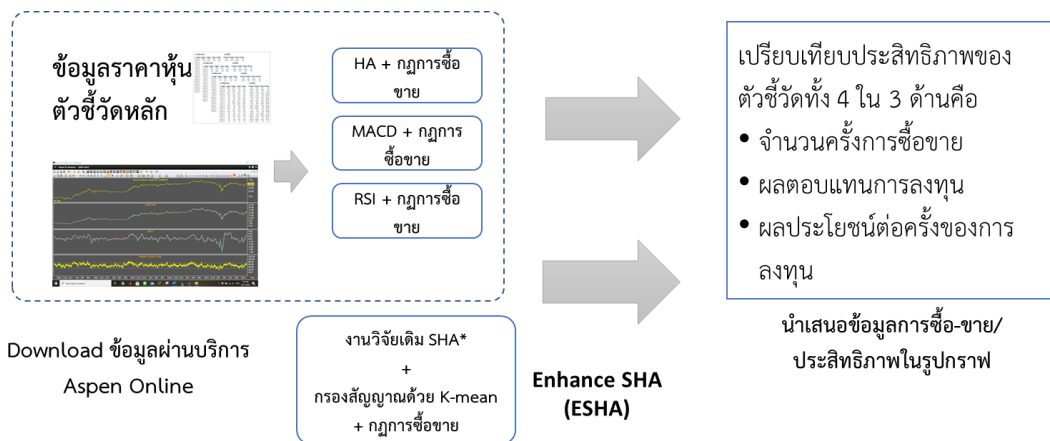 ข้อมูลราคาหุ้น
ตัวชี้วัดหลัก
HA + กฏการซื้อ
ขาย
MACD + กฏการ
ซื้อขาย
RSI + กฏการซื้อ
ขาย
Download ข้อมูลผ่านบริการ
Aspen Online
งานวิจัยเดิม SHA*
+
กรองสัญญาณด้วย K-mean
+ กฏการซื้อขาย
Enhance SHA
(ESHA)
เปรียบเทียบประสิทธิภาพของ
ตัวชี้วัดทั้ง 4 ใน 3 ด้านคือ
• จำนวนครั้งการซื้อขาย
• ผลตอบแทนการลงทุน
• ผลประโยชน์ต่อครั้งของการ
ลงทุน
นำเสนอข้อมูลการซื้อ-ขาย/
ประสิทธิภาพในรูปกราฟ